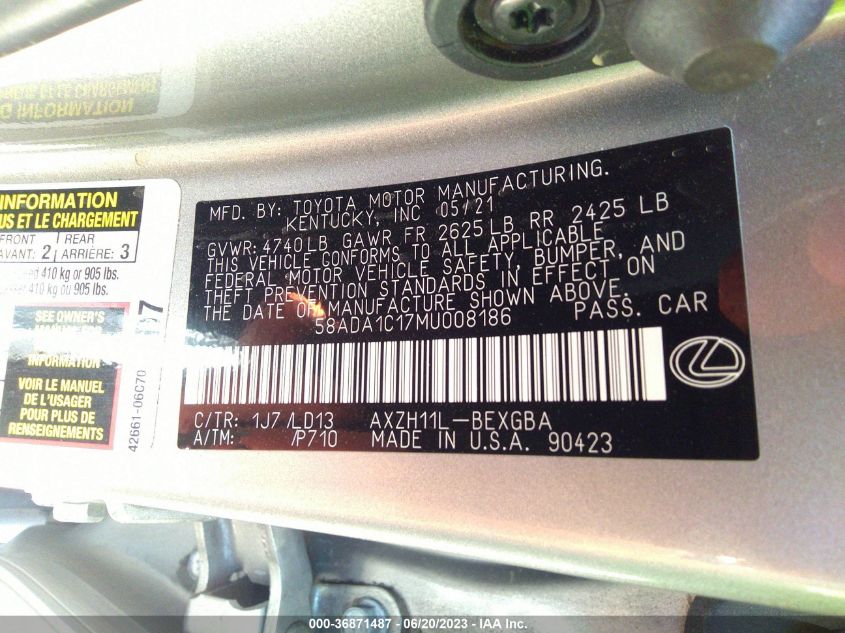 MFD. BY: TOYOTA MOTOR MANUFACTURING.
KENTUCKY, INC 05/21
GVWR: 4740LB GAWR FR 2625LB RR 2425 LB
THIS VEHICLE CONFORMS TO ALL APPLICABLE
FEDERAL MOTOR VEHICLE SAFETY, BUMPER, AND
THEFT PREVENTION STANDARDS IN EFFECT ON
THE DATE OF MANUFACTURE SHOWN ABOVE.
58ADA1C17MU008186 PASS. CAR
C/TR: 1J7 /LD13 AXZH11L-BEXGBA
A/TM: /P710 MADE IN U.S.A. 90423
INFORMATION
US ET LE CHARGEMENT
FRONT
AVANT: 2
REAR
ARRIÈRE: 3
410 kg or 905 lbs.
410 kg ou 905 lbs.
SEE OWNER'S
VOIR LE MANUEL
DE L'USAGER
POUR PLUS DE
RENSEIGNEMENTS
42661-06C70
000-36871487 - 06/20/2023 - IAA Inc.